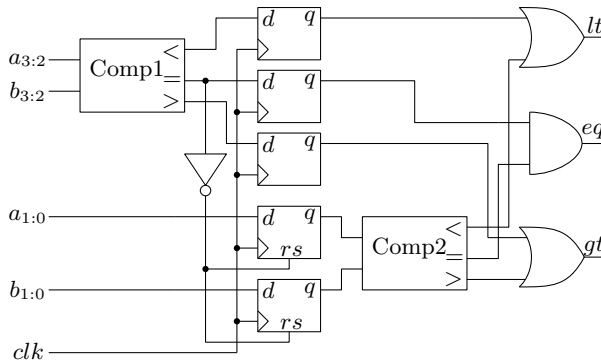 d q lt
a3:2 Comp1 <
b3:2 =
>
d q
eq
d q
a1:0 d q
rs Comp2 <
=
>
gt
b1:0 d q
rs
clk